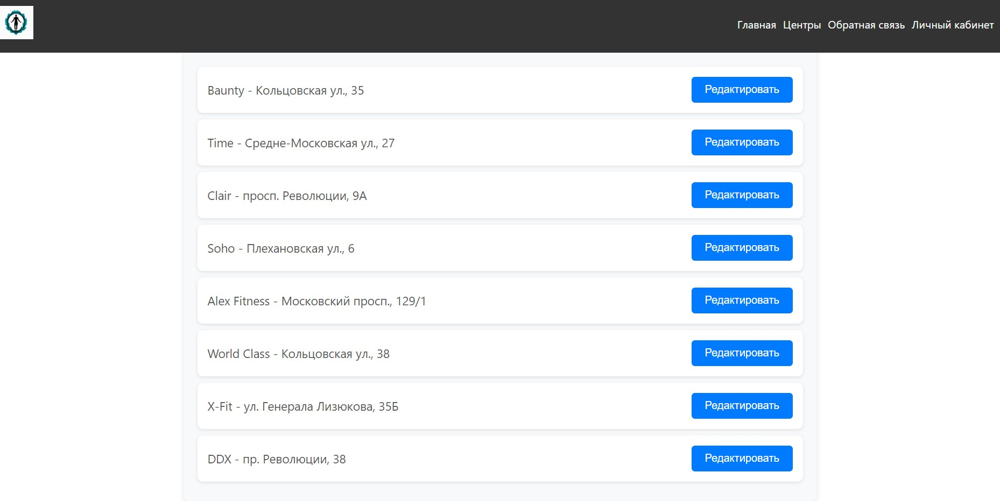 Главная Центры Обратная связь Личный кабинет
Baunty - Кольцовская ул., 35 Редактировать
Time - Средне-Московская ул., 27 Редактировать
Clair - просп. Революции, 9А Редактировать
Soho - Плехановская ул., 6 Редактировать
Alex Fitness - Московский просп., 129/1 Редактировать
World Class - Кольцовская ул., 38 Редактировать
X-Fit - ул. Генерала Лизюкова, 35Б Редактировать
DDX - пр. Революции, 38 Редактировать